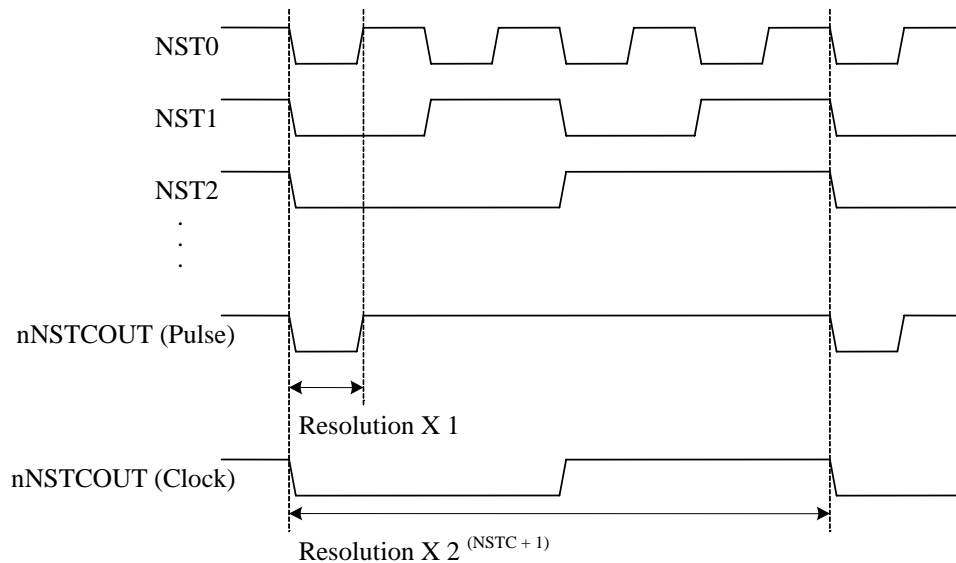 NST0
NST1
NST2
.
.
.
nNSTCOUT (Pulse)
Resolution X 1
nNSTCOUT (Clock)
Resolution X 2 (NSTC + 1)